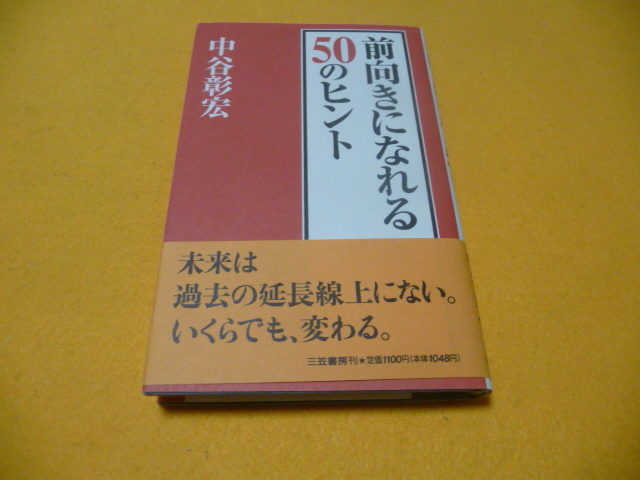 前向きになれる
50のヒント
中谷彰宏
未来は
過去の延長線上にない。
いくらでも、変わる。
三笠書房刊★定価1100円(本体1048円)